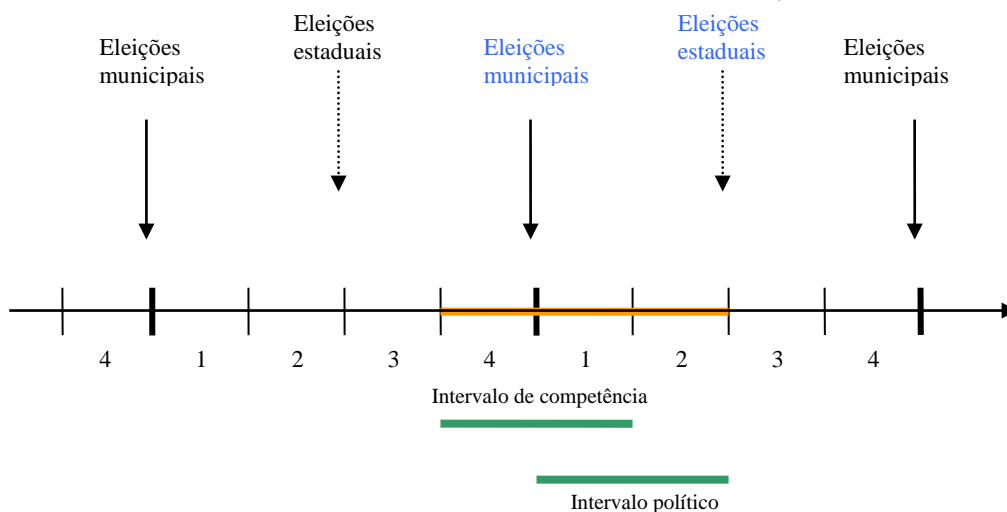 Eleições
municipais
Eleições
estaduais
Eleições
municipais
Eleições
estaduais
Eleições
municipais
4 1 2 3 4 1 2 3 4
Intervalo de competência
Intervalo político